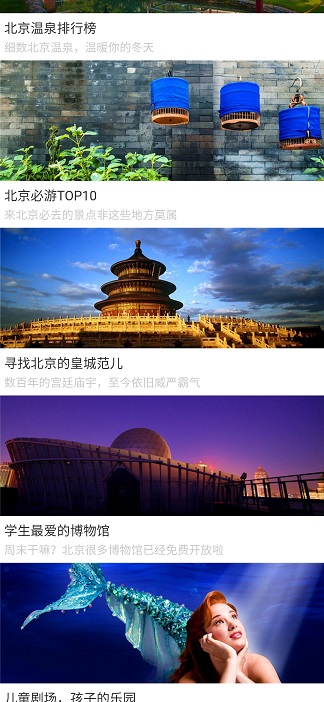 北京温泉排行榜
细数北京温泉，温暖你的冬天
北京必游TOP10
来北京必去的景点非这些地方莫属
寻找北京的皇城范儿
数百年的宫廷庙宇，至今依旧威严霸气
学生最爱的博物馆
周末干嘛？北京很多博物馆已经免费开放啦
儿童剧场，孩子的乐园